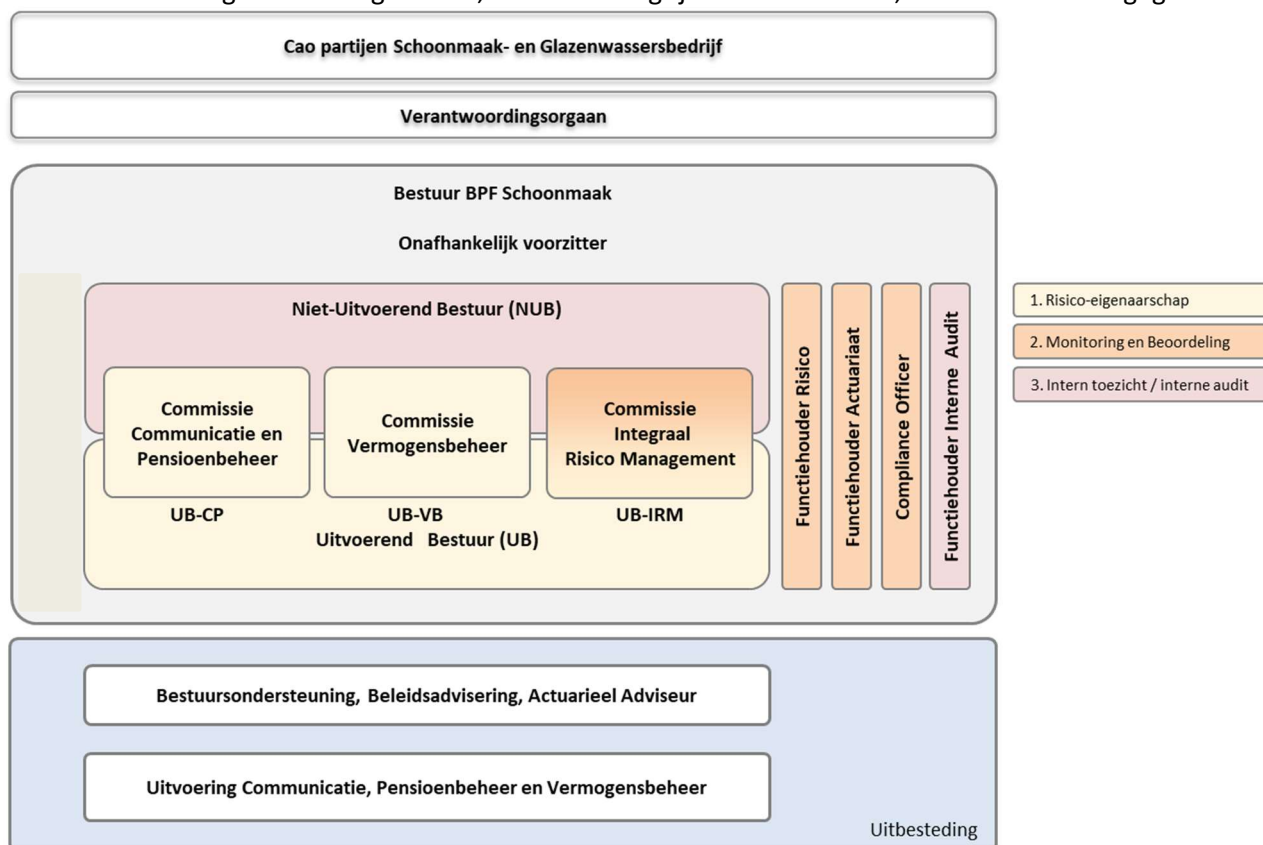 Cao partijen Schoonmaak- en Glazenwassersbedrijf
Verantwoordingsorgaan
Bestuur BPF Schoonmaak
Onafhankelijk voorzitter
Niet-Uitvoerend Bestuur (NUB)
Commissie
Communicatie en
Pensioenbeheer
Commissie
Vermogensbeheer
Commissie
Integraal
Risico Management
UB-CP
UB-VB
UB-IRM
Uitvoerend Bestuur (UB)
Functiehouder Risico
Functiehouder Actuariaat
Compliance Officer
Functiehouder Interne Audit
1. Risico-eigenaarschap
2. Monitoring en Beoordeling
3. Intern toezicht / interne audit
Bestuursondersteuning, Beleidsadvisering, Actuarieel Adviseur
Uitvoering Communicatie, Pensioenbeheer en Vermogensbeheer
Uitbesteding